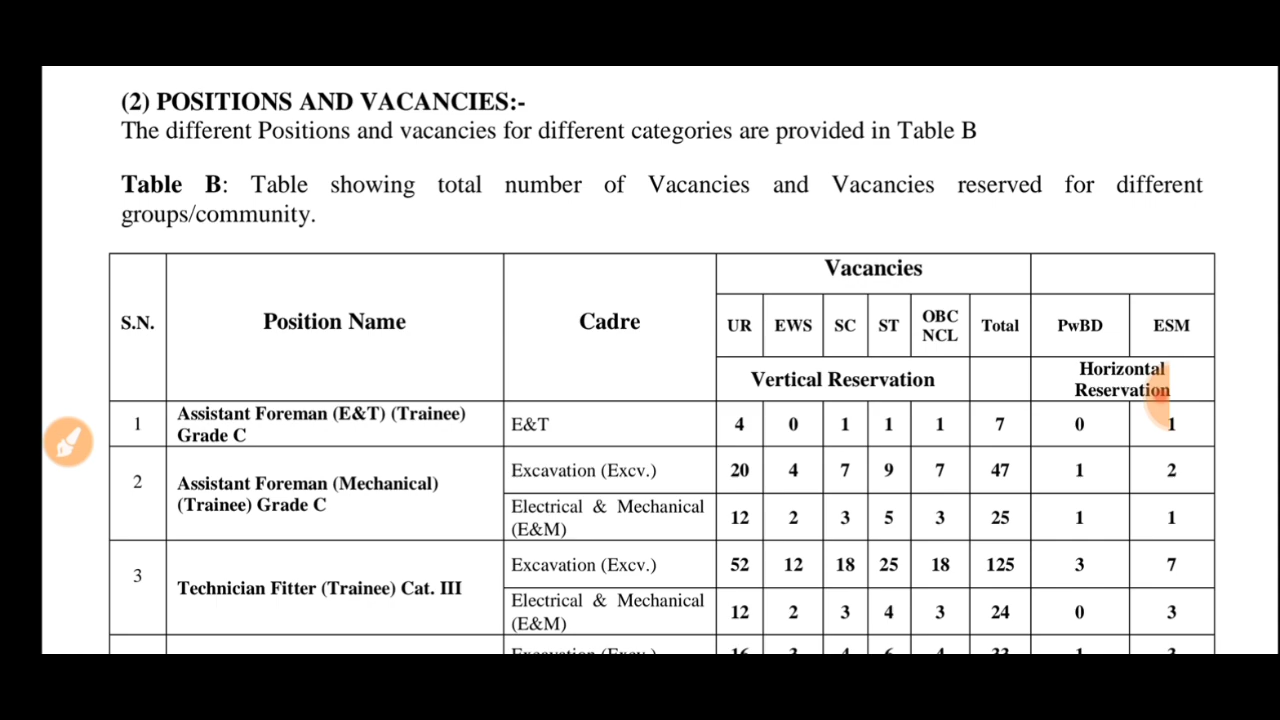 (2) POSITIONS AND VACANCIES:-
The different Positions and vacancies for different categories are provided in Table B
Table B: Table showing total number of Vacancies and Vacancies reserved for different
groups/community.
S.N. Position Name Cadre Vacancies
UR EWS SC ST OBC NCL Total PwBD ESM
Vertical Reservation Horizontal Reservation
1 Assistant Foreman (E&T) (Trainee) Grade C E&T 4 0 1 1 1 7 0 1
2 Assistant Foreman (Mechanical) (Trainee) Grade C Excavation (Excv.) 20 4 7 9 7 47 1 2
Electrical & Mechanical (E&M) 12 2 3 5 3 25 1 1
3 Technician Fitter (Trainee) Cat. III Excavation (Excv.) 52 12 18 25 18 125 3 7
Electrical & Mechanical (E&M) 12 2 3 4 3 24 0 3